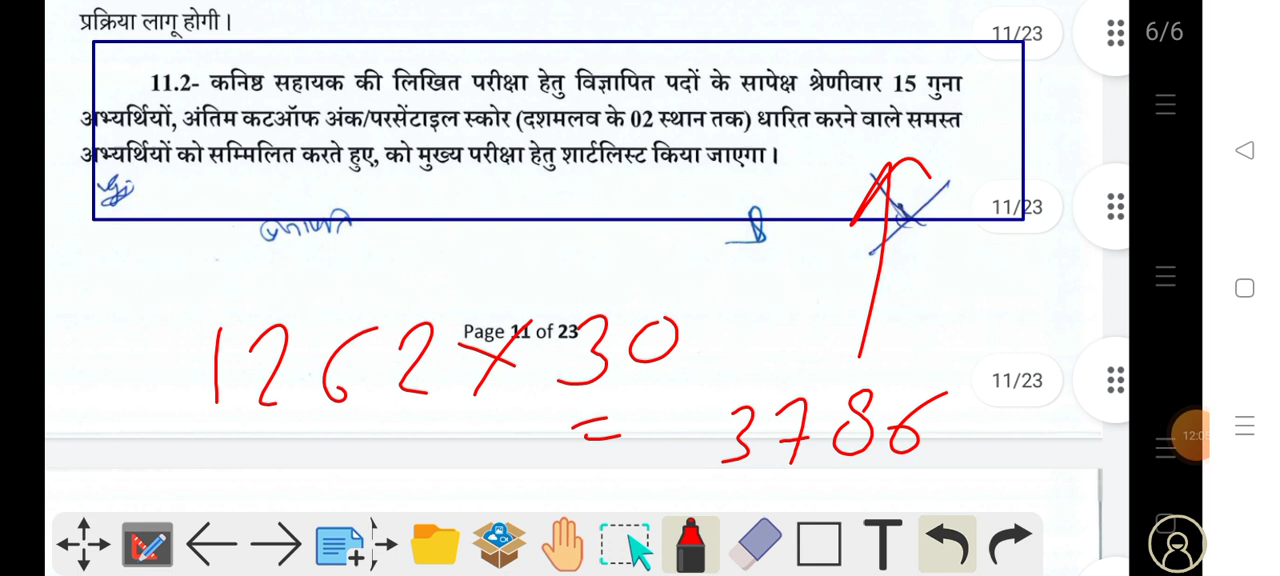 प्रक्रिया लागू होगी।
11/23
6/6
11.2- कनिष्ठ सहायक की लिखित परीक्षा हेतु विज्ञापित पदों के सापेक्ष श्रेणीवार 15 गुना
अभ्यर्थियों, अंतिम कटऑफ अंक/परसेंटाइल स्कोर (दशमलव के 02 स्थान तक) धारित करने वाले समस्त
अभ्यर्थियों को सम्मिलित करते हुए, को मुख्य परीक्षा हेतु शार्टलिस्ट किया जाएगा।
11/23
Page 11 of 23
1262 x 30
11/23
= 3786
12:0
T